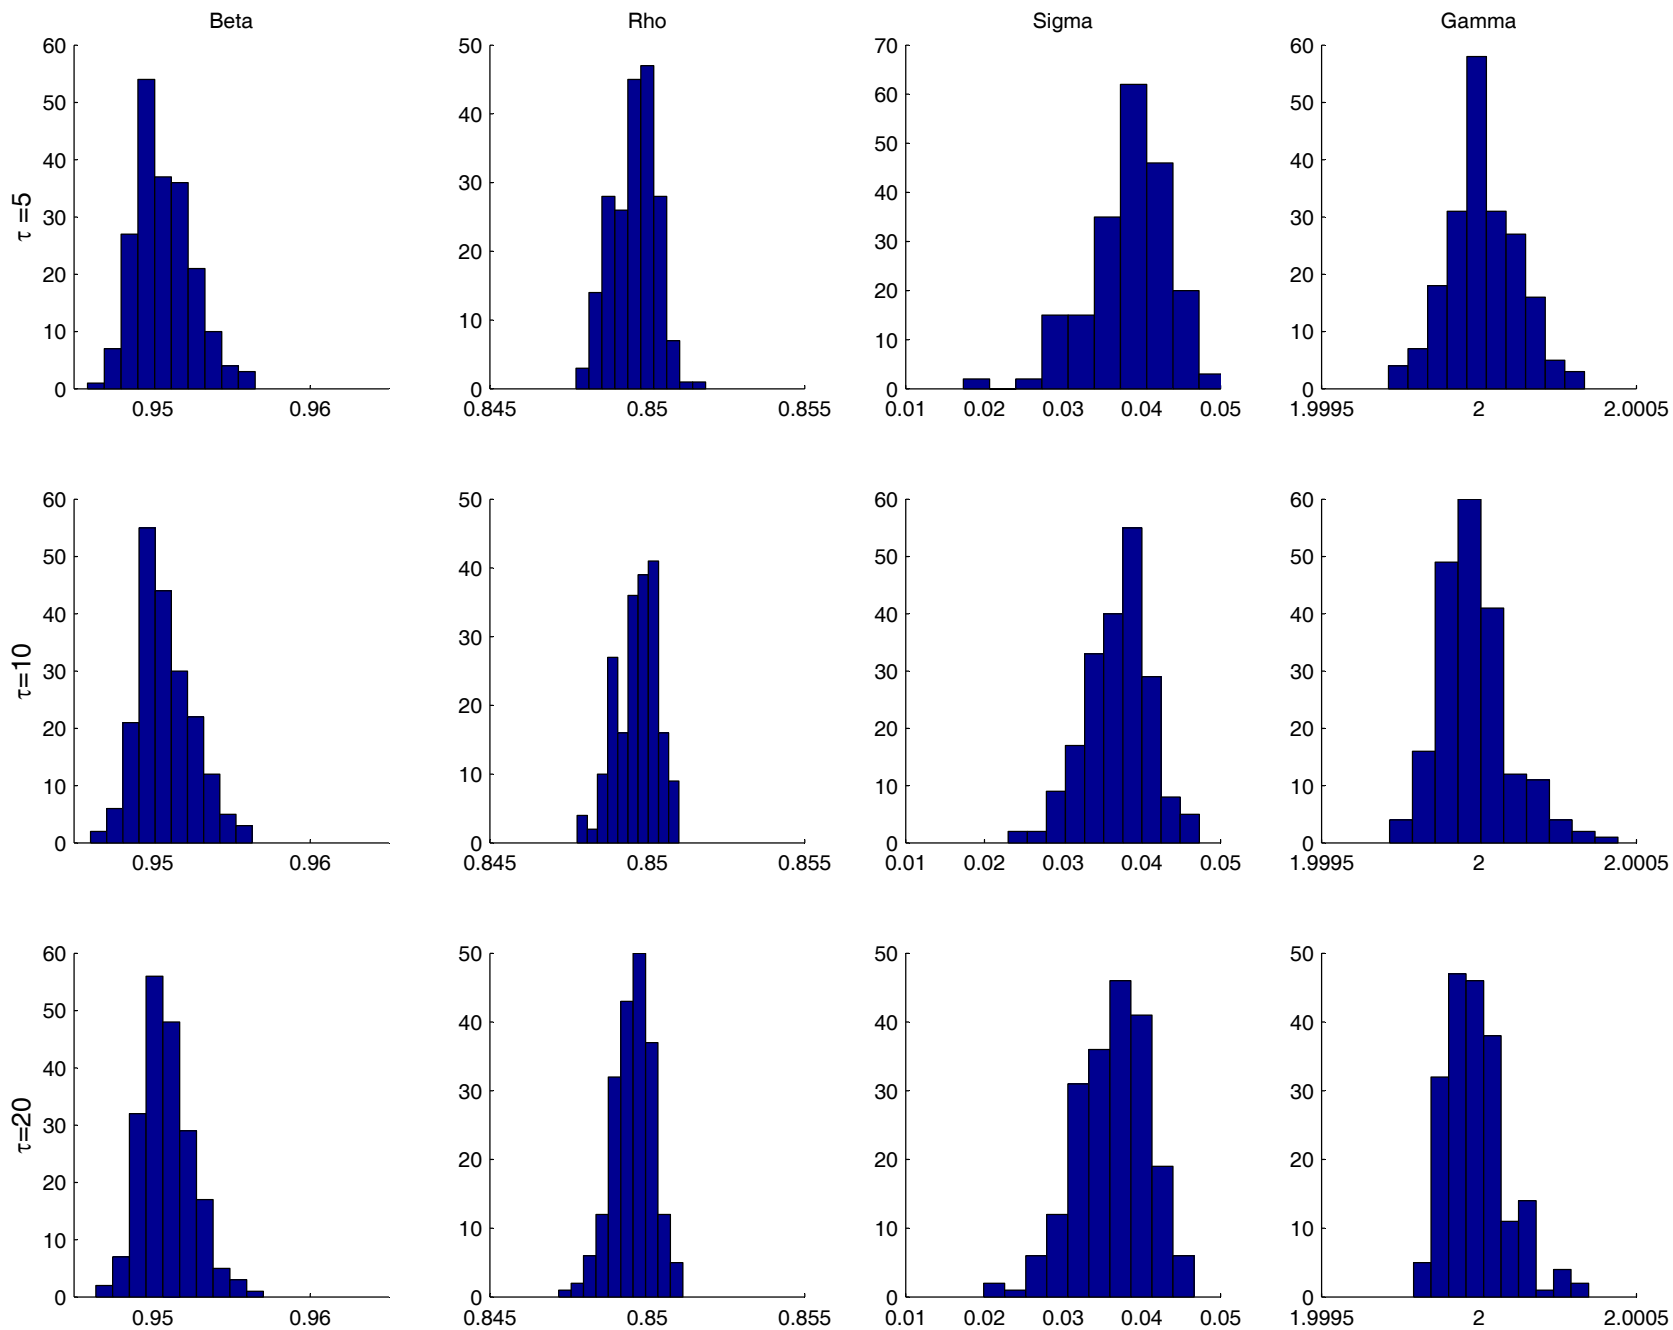 Beta Rho Sigma Gamma
60 50 70 60
50 40 60 50
40 30 50 40
30 20 40 30
20 10 30 20
10 0 20 10
0 10 0
0
τ =5
0.95 0.96 0.845 0.85 0.855 0.01 0.02 0.03 0.04 0.05 1.9995 2 2.0005
60 50 60 60
50 40 50 50
40 30 40 40
30 20 30 30
20 10 20 20
10 0 10 10
0 0 0
τ=10
0.95 0.96 0.845 0.85 0.855 0.01 0.02 0.03 0.04 0.05 1.9995 2 2.0005
60 50 50 50
50 40 40 40
40 30 30 30
30 20 20 20
20 10 10 10
10 0 0 0
0
τ=20
0.95 0.96 0.845 0.85 0.855 0.01 0.02 0.03 0.04 0.05 1.9995 2 2.0005